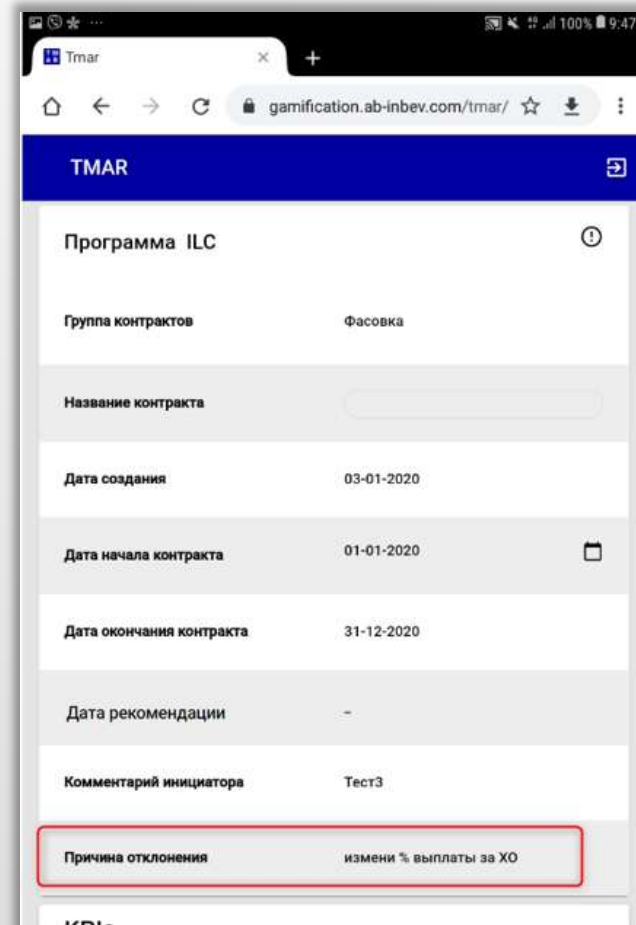 100% 9:47
Tmar
gamification.ab-inbev.com/tmar/
TMAR
Программа ILC
Группа контрактов Фасовка
Название контракта
Дата создания 03-01-2020
Дата начала контракта 01-01-2020
Дата окончания контракта 31-12-2020
Дата рекомендации –
Комментарий инициатора Тест3
Причина отклонения измени % выплаты за ХО